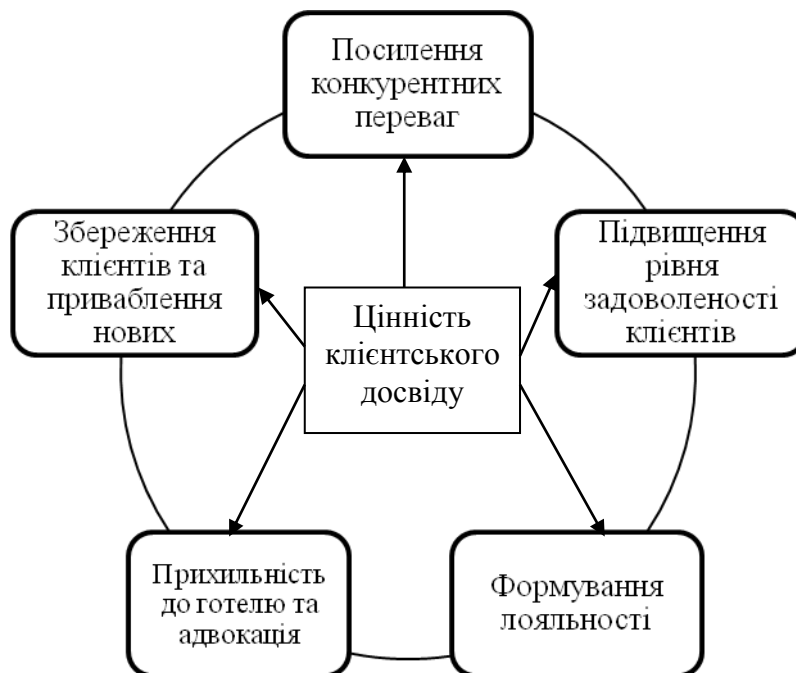 Посилення
конкурентних
переваг
Збереження
клієнтів та
приваблення
нових
Підвищення
рівня
задоволеності
клієнтів
Цінність
клієнтського
досвіду
Прихильність
до готелю та
адвокація
Формування
лояльності